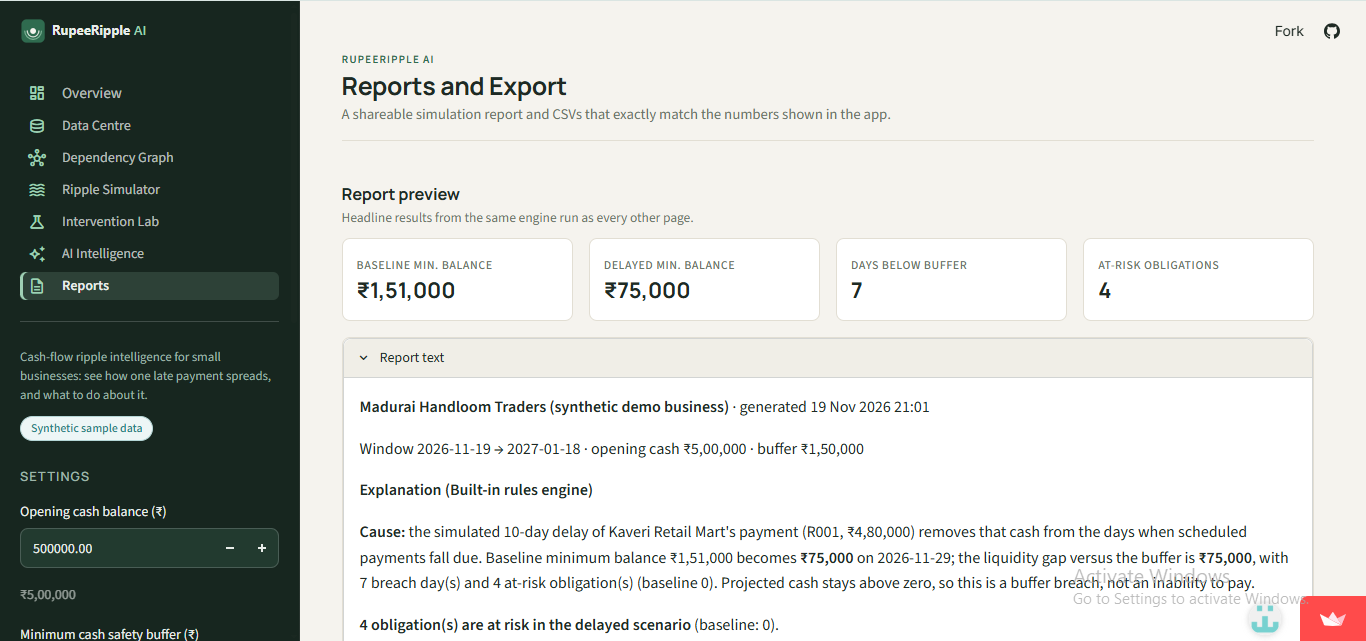 RupeeRipple AI
Overview
Data Centre
Dependency Graph
Ripple Simulator
Intervention Lab
AI Intelligence
Reports
Cash-flow ripple intelligence for small
businesses: see how one late payment spreads,
and what to do about it.
Synthetic sample data
SETTINGS
Opening cash balance (₹)
500000.00
₹5,00,000
Minimum cash safety buffer (₹)
Fork
RUPEERIPPLE AI
Reports and Export
A shareable simulation report and CSVs that exactly match the numbers shown in the app.
Report preview
Headline results from the same engine run as every other page.
BASELINE MIN. BALANCE
₹1,51,000
DELAYED MIN. BALANCE
₹75,000
DAYS BELOW BUFFER
7
AT-RISK OBLIGATIONS
4
Report text
Madurai Handloom Traders (synthetic demo business) · generated 19 Nov 2026 21:01
Window 2026-11-19 → 2027-01-18 · opening cash ₹5,00,000 · buffer ₹1,50,000
Explanation (Built-in rules engine)
Cause: the simulated 10-day delay of Kaveri Retail Mart's payment (R001, ₹4,80,000) removes that cash from the days when scheduled
payments fall due. Baseline minimum balance ₹1,51,000 becomes ₹75,000 on 2026-11-29; the liquidity gap versus the buffer is ₹75,000, with
7 breach day(s) and 4 at-risk obligation(s) (baseline 0). Projected cash stays above zero, so this is a buffer breach, not an inability to pay.
4 obligation(s) are at risk in the delayed scenario (baseline: 0).
Activate Windows
Go to Settings to activate Windows.